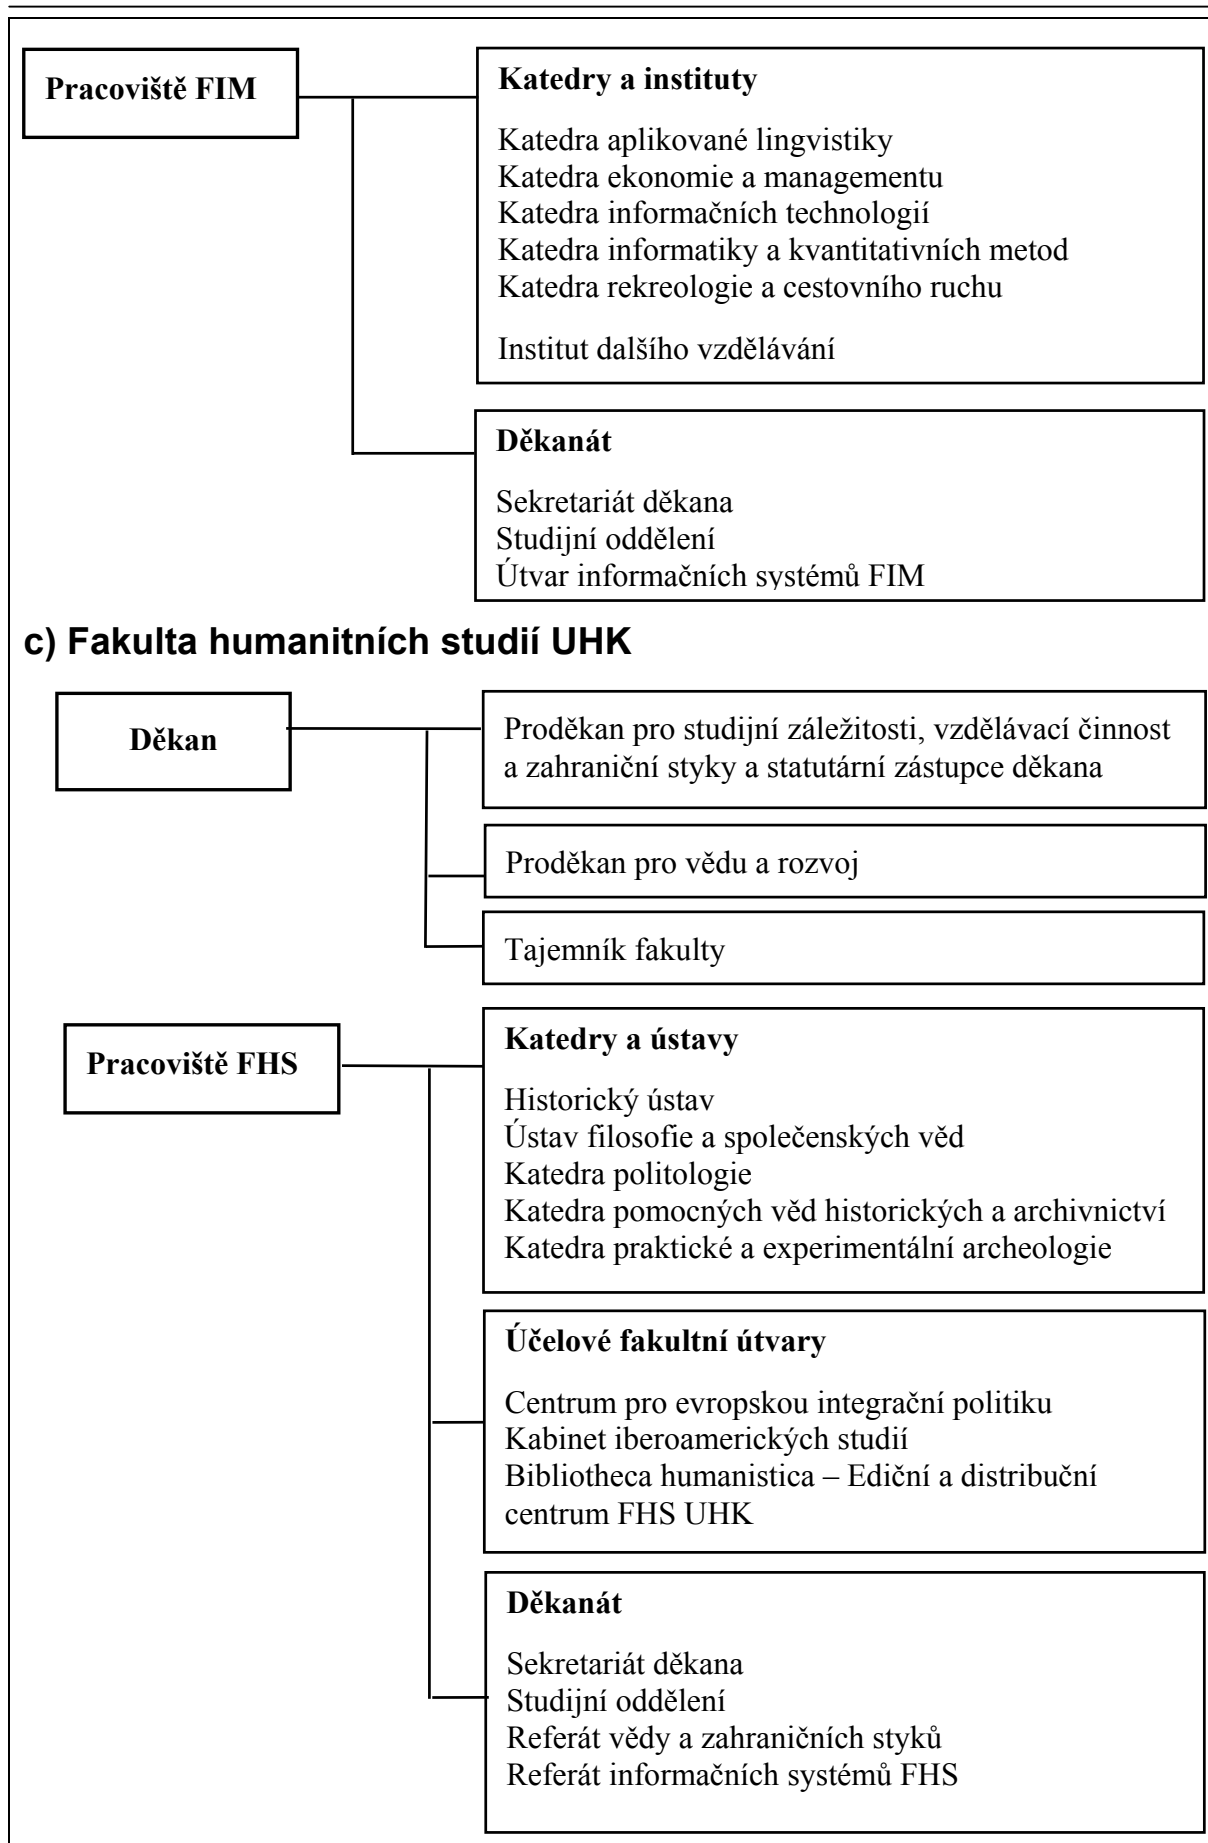 Pracoviště FIM
Katedry a instituty
Katedra aplikované lingvistiky
Katedra ekonomie a managementu
Katedra informačních technologií
Katedra informatiky a kvantitativních metod
Katedra rekreologie a cestovního ruchu
Institut dalšího vzdělávání
Děkanát
Sekretariát děkana
Studijní oddělení
Útvar informačních systémů FIM
c) Fakulta humanitních studií UHK
Děkan
Proděkan pro studijní záležitosti, vzdělávací činnost
a zahraniční styky a statutární zástupce děkana
Proděkan pro vědu a rozvoj
Tajemník fakulty
Pracoviště FHS
Katedry a ústavy
Historický ústav
Ústav filosofie a společenských věd
Katedra politologie
Katedra pomocných věd historických a archivnictví
Katedra praktické a experimentální archeologie
Účelové fakultní útvary
Centrum pro evropskou integrační politiku
Kabinet iberoamerických studií
Bibliotheca humanistica – Ediční a distribuční
centrum FHS UHK
Děkanát
Sekretariát děkana
Studijní oddělení
Referát vědy a zahraničních styků
Referát informačních systémů FHS